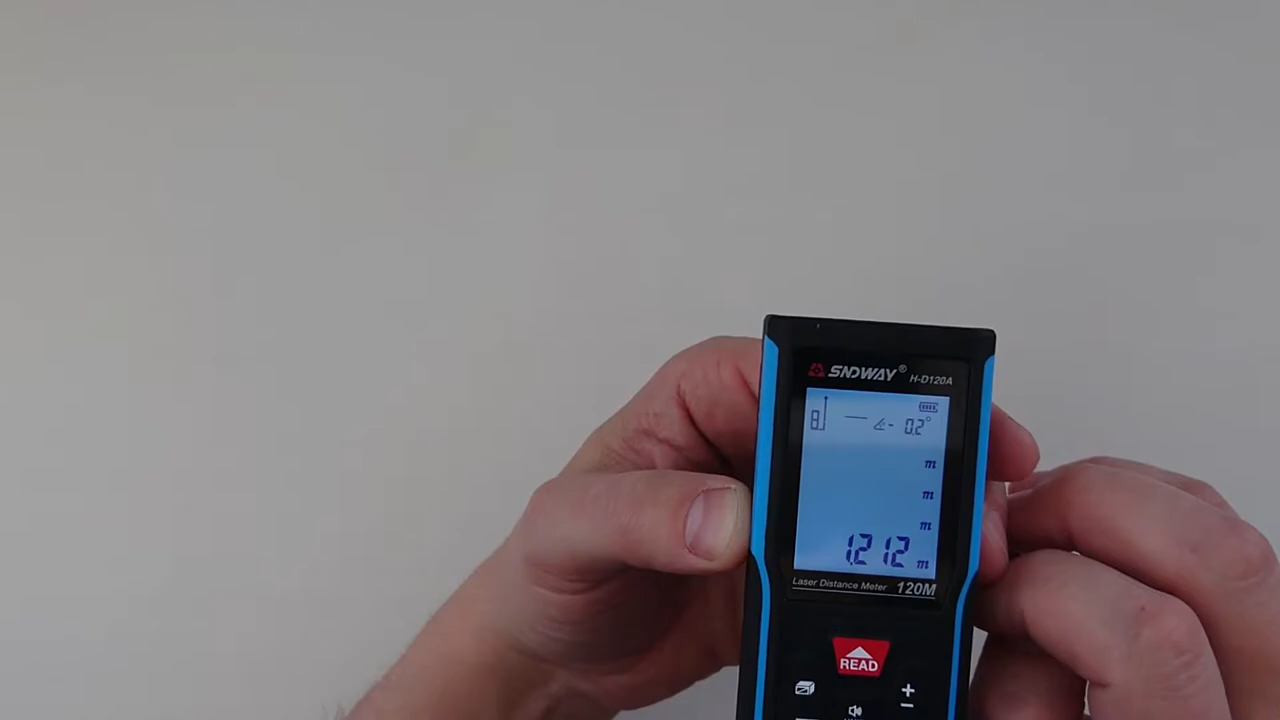 SNDWAY® H-D120A
- 0.2°
m
m
m
1.212 m
Laser Distance Meter 120M
READ
+
-